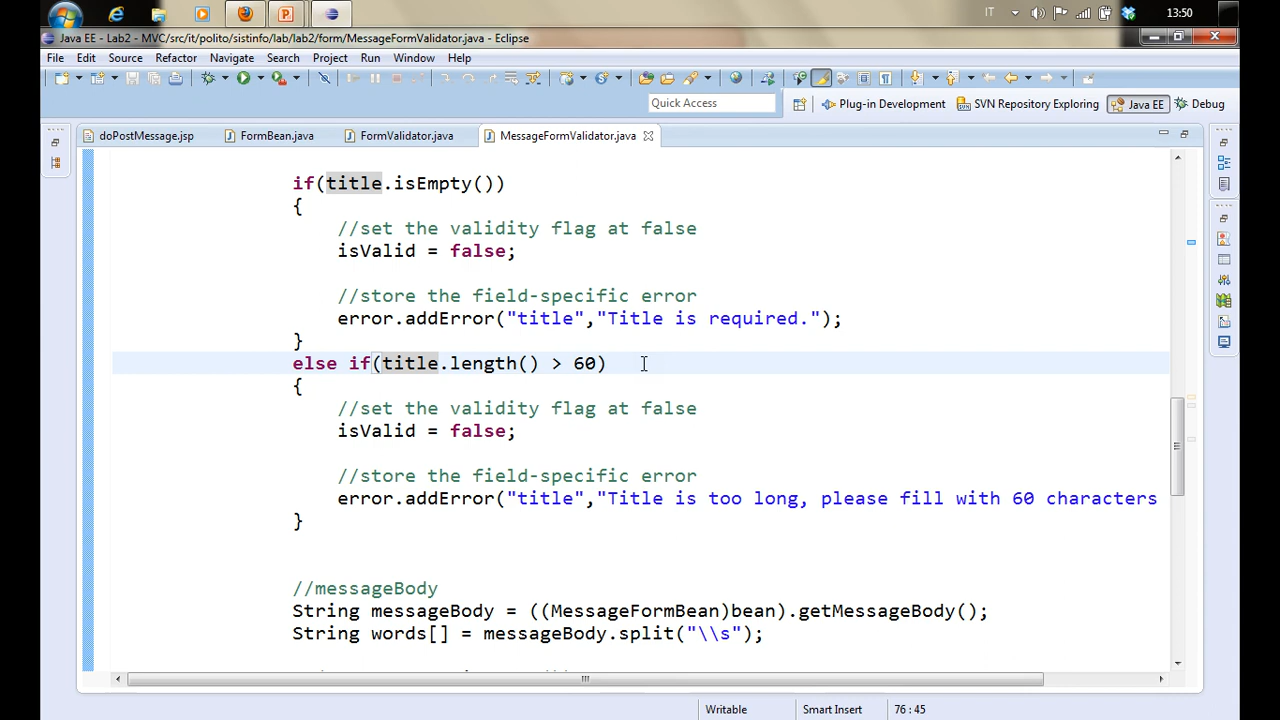 IT 13:50
Java EE - Lab2 - MVC/src/it/polito/sistinfo/lab/lab2/form/MessageFormValidator.java - Eclipse
File Edit Source Refactor Navigate Search Project Run Window Help
Quick Access Plug-in Development SVN Repository Exploring Java EE Debug
doPostMessage.jsp FormBean.java FormValidator.java MessageFormValidator.java
if(title.isEmpty())
{
//set the validity flag at false
isValid = false;
//store the field-specific error
error.addError("title","Title is required.");
}
else if(title.length() > 60)
{
//set the validity flag at false
isValid = false;
//store the field-specific error
error.addError("title","Title is too long, please fill with 60 characters
}
//messageBody
String messageBody = ((MessageFormBean)bean).getMessageBody();
String words[] = messageBody.split("\\s");
Writable Smart Insert 76 : 45